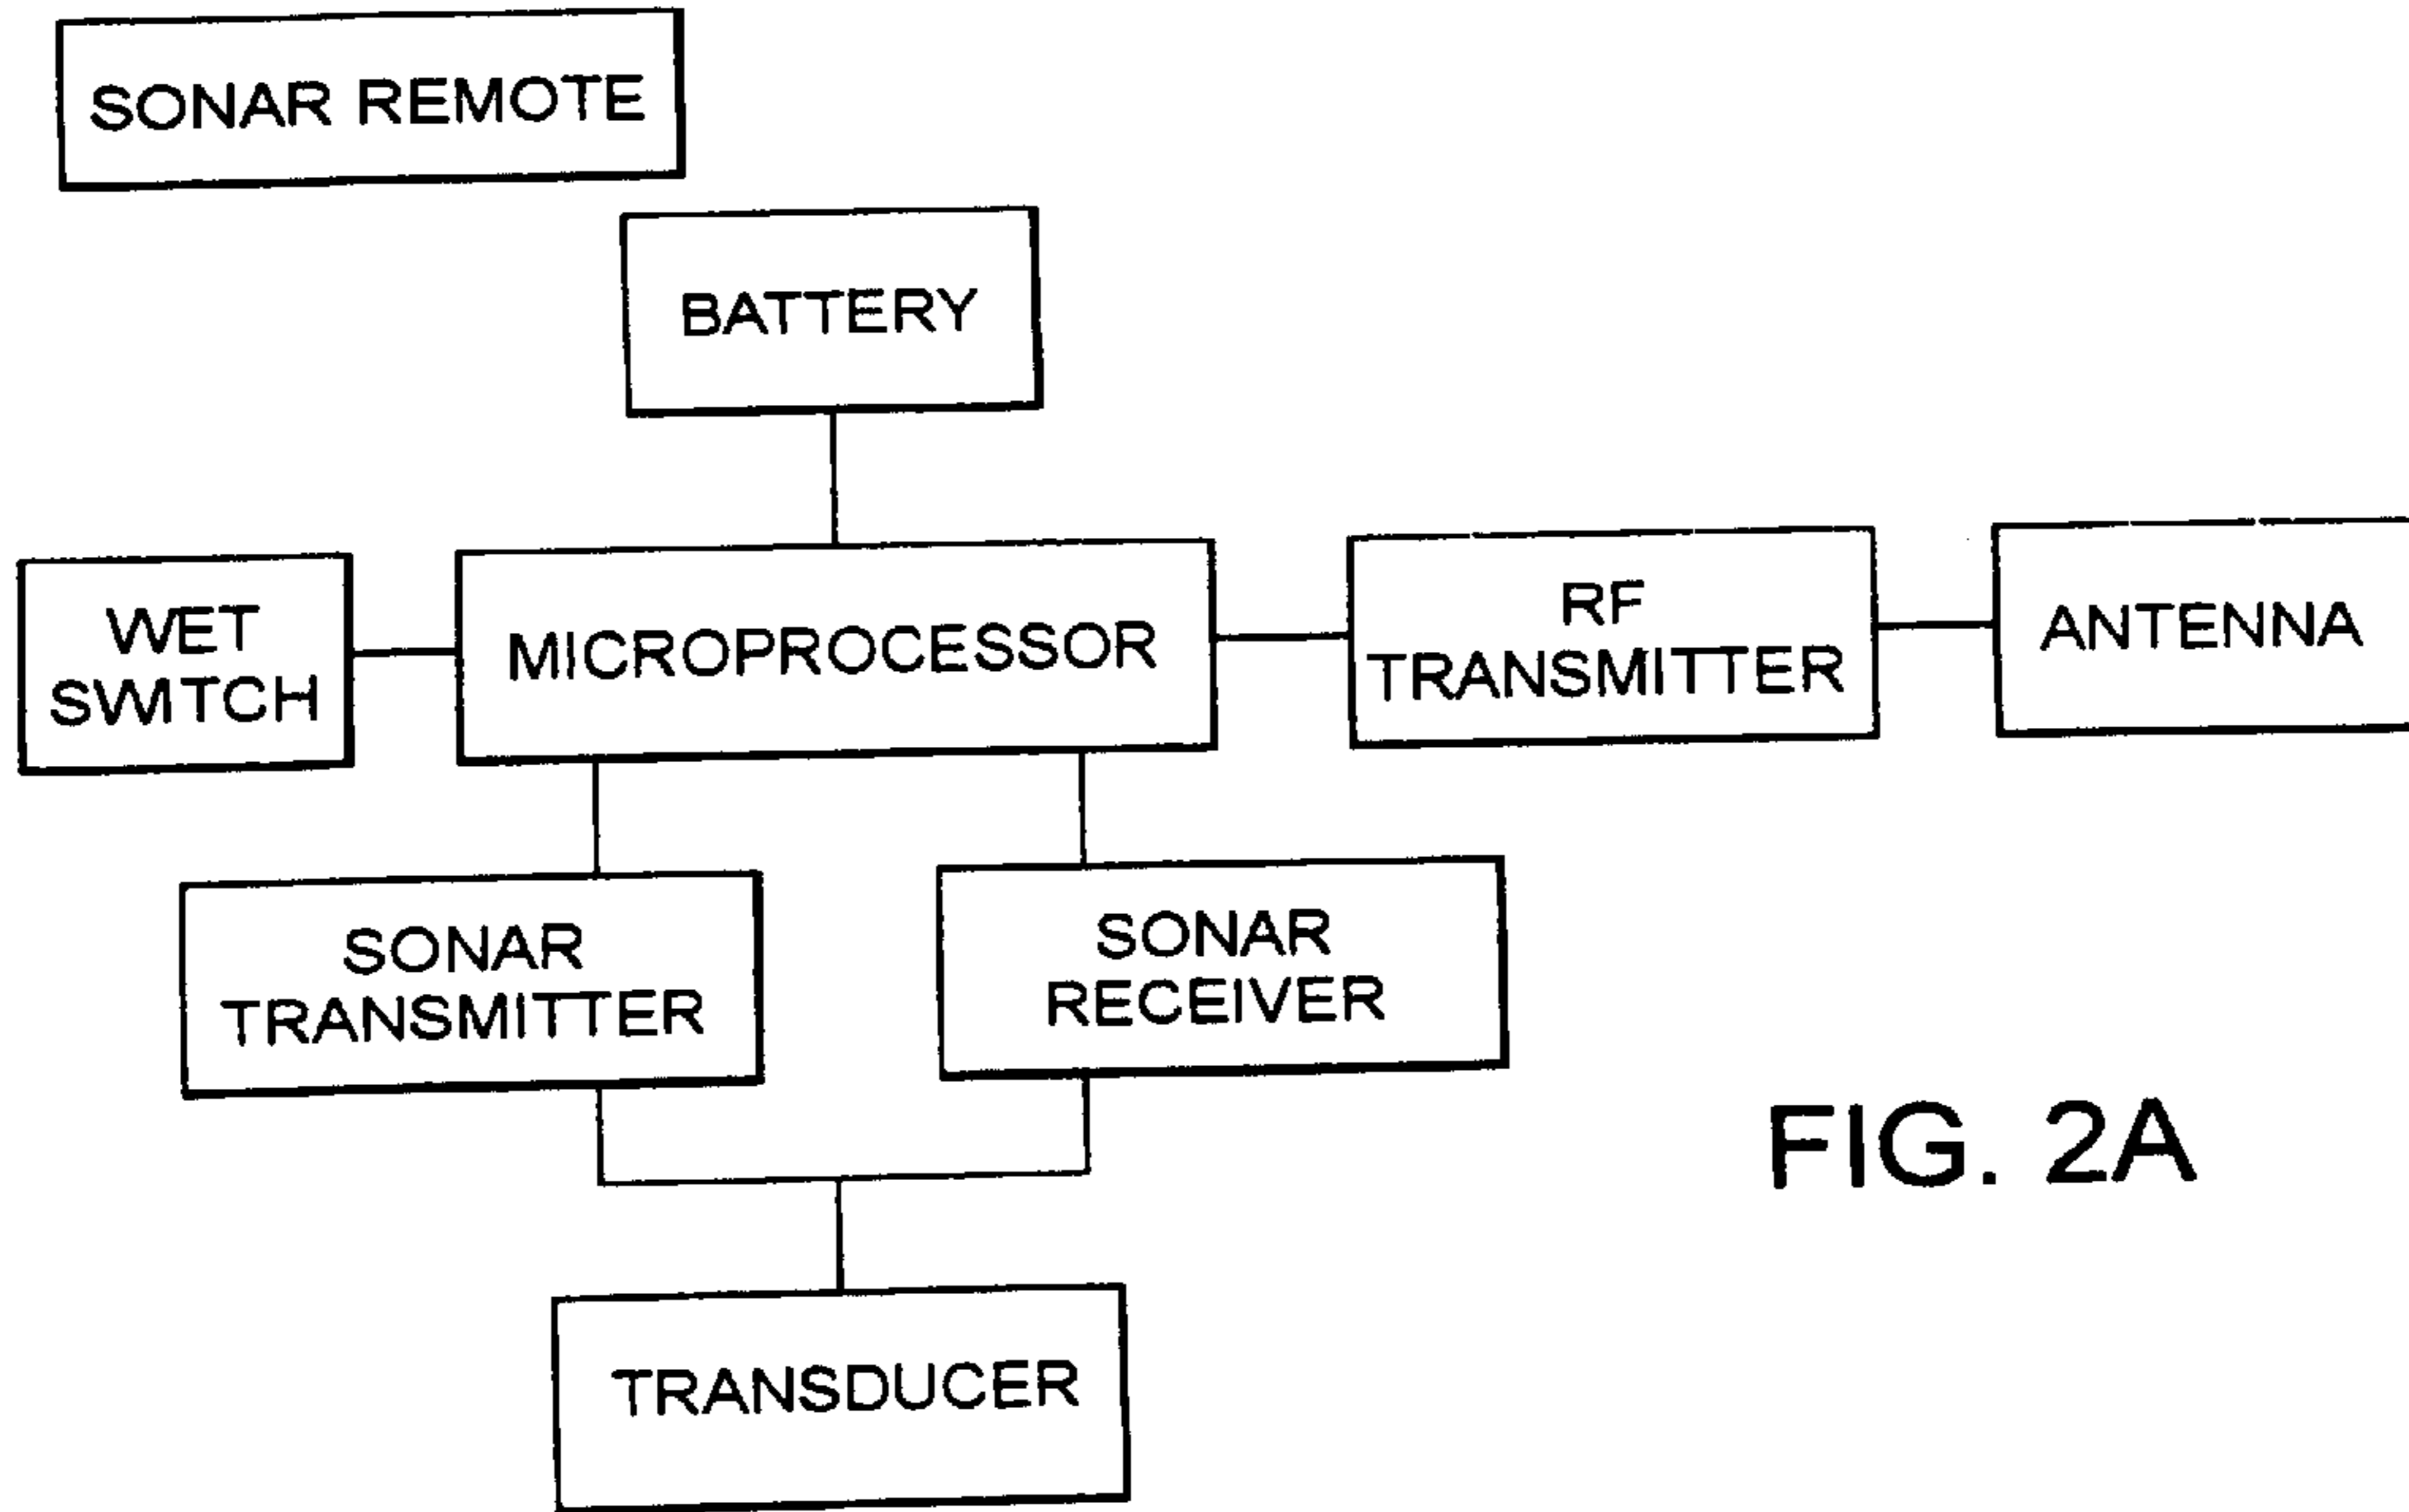 SONAR REMOTE
BATTERY
WET
SWITCH
MICROPROCESSOR
RF
TRANSMITTER
ANTENNA
SONAR
TRANSMITTER
SONAR
RECEIVER
FIG. 2A
TRANSDUCER